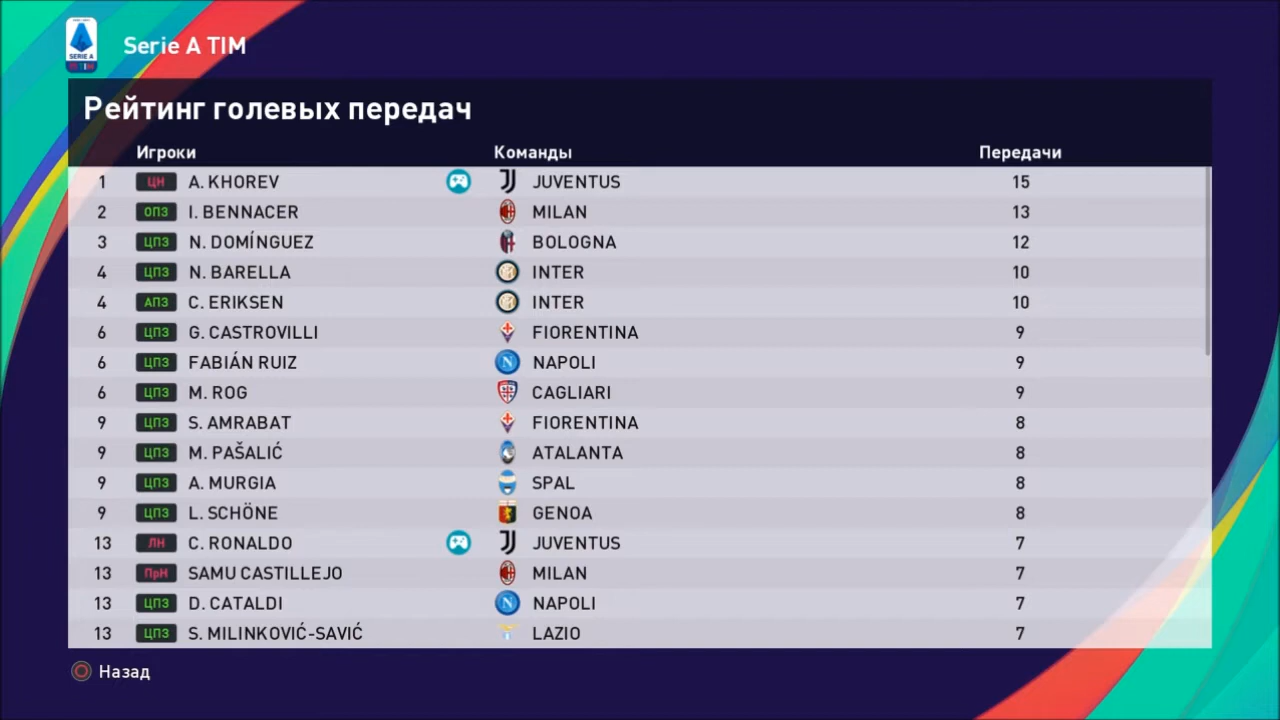 SERIE A
TIM
Serie A TIM
Рейтинг голевых передач
Игроки Команды Передачи
1 ЦН A. KHOREV JUVENTUS 15
2 ОПЗ I. BENNACER MILAN 13
3 ЦПЗ N. DOMÍNGUEZ BOLOGNA 12
4 ЦПЗ N. BARELLA INTER 10
4 АПЗ C. ERIKSEN INTER 10
6 ЦПЗ G. CASTROVILLI FIORENTINA 9
6 ЦПЗ FABIÁN RUIZ NAPOLI 9
6 ЦПЗ M. ROG CAGLIARI 9
9 ЦПЗ S. AMRABAT FIORENTINA 8
9 ЦПЗ M. PAŠALIĆ ATALANTA 8
9 ЦПЗ A. MURGIA SPAL 8
9 ЦПЗ L. SCHÖNE GENOA 8
13 ЛН C. RONALDO JUVENTUS 7
13 ПрН SAMU CASTILLEJO MILAN 7
13 ЦПЗ D. CATALDI NAPOLI 7
13 ЦПЗ S. MILINKOVIĆ-SAVIĆ LAZIO 7
Назад